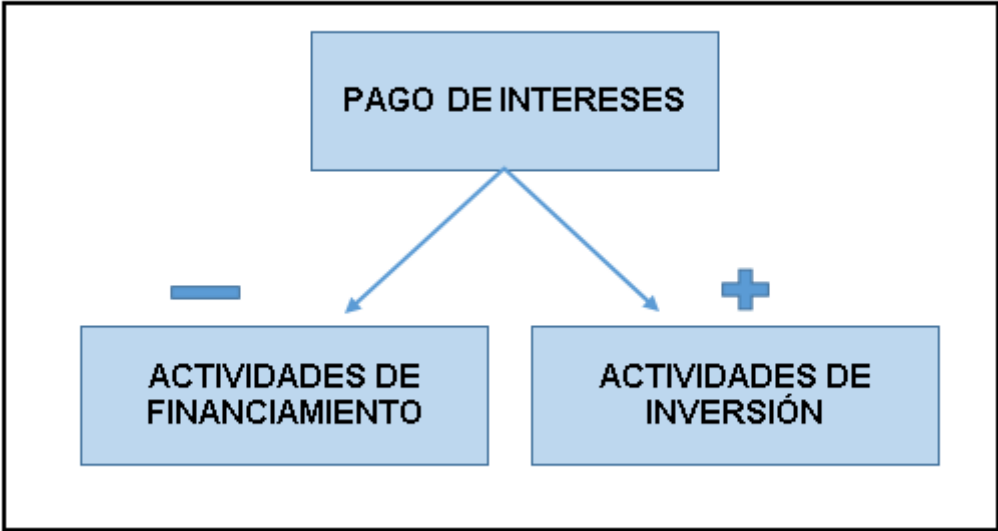 PAGO DE INTERESES
ACTIVIDADES DE
FINANCIAMIENTO
ACTIVIDADES DE
INVERSIÓN